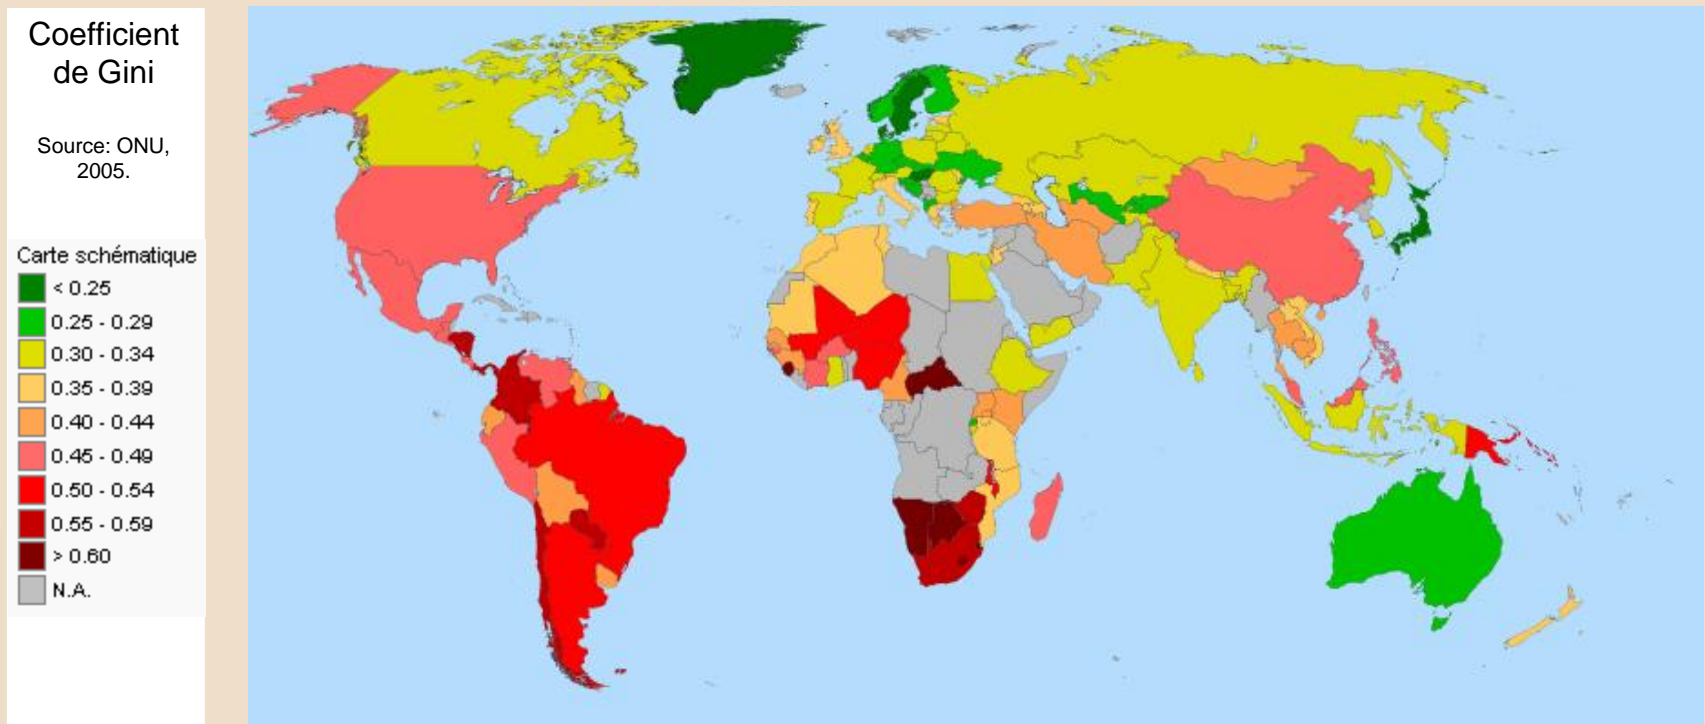 Coefficient
de Gini
Source: ONU,
2005.
Carte schématique
< 0.25
0.25 - 0.29
0.30 - 0.34
0.35 - 0.39
0.40 - 0.44
0.45 - 0.49
0.50 - 0.54
0.55 - 0.59
> 0.60
N.A.